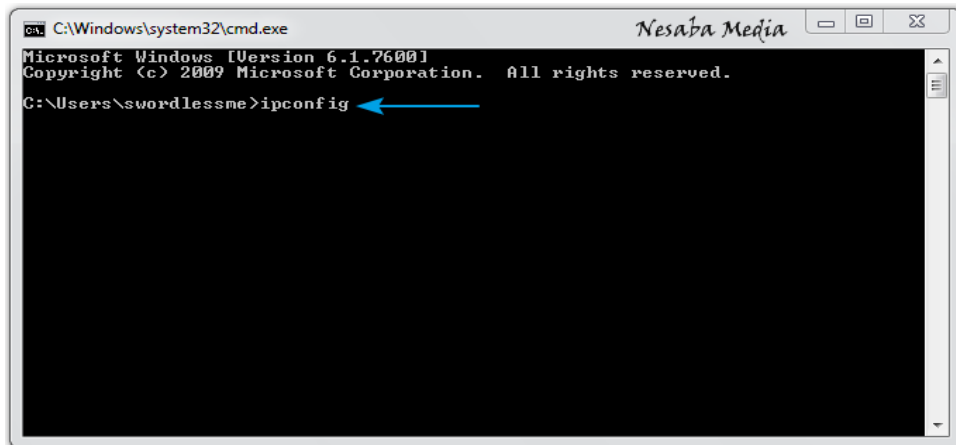 C:\Windows\system32\cmd.exe
Nesaba Media
Microsoft Windows [Version 6.1.7600]
Copyright (c) 2009 Microsoft Corporation.  All rights reserved.
C:\Users\swordlessme>ipconfig